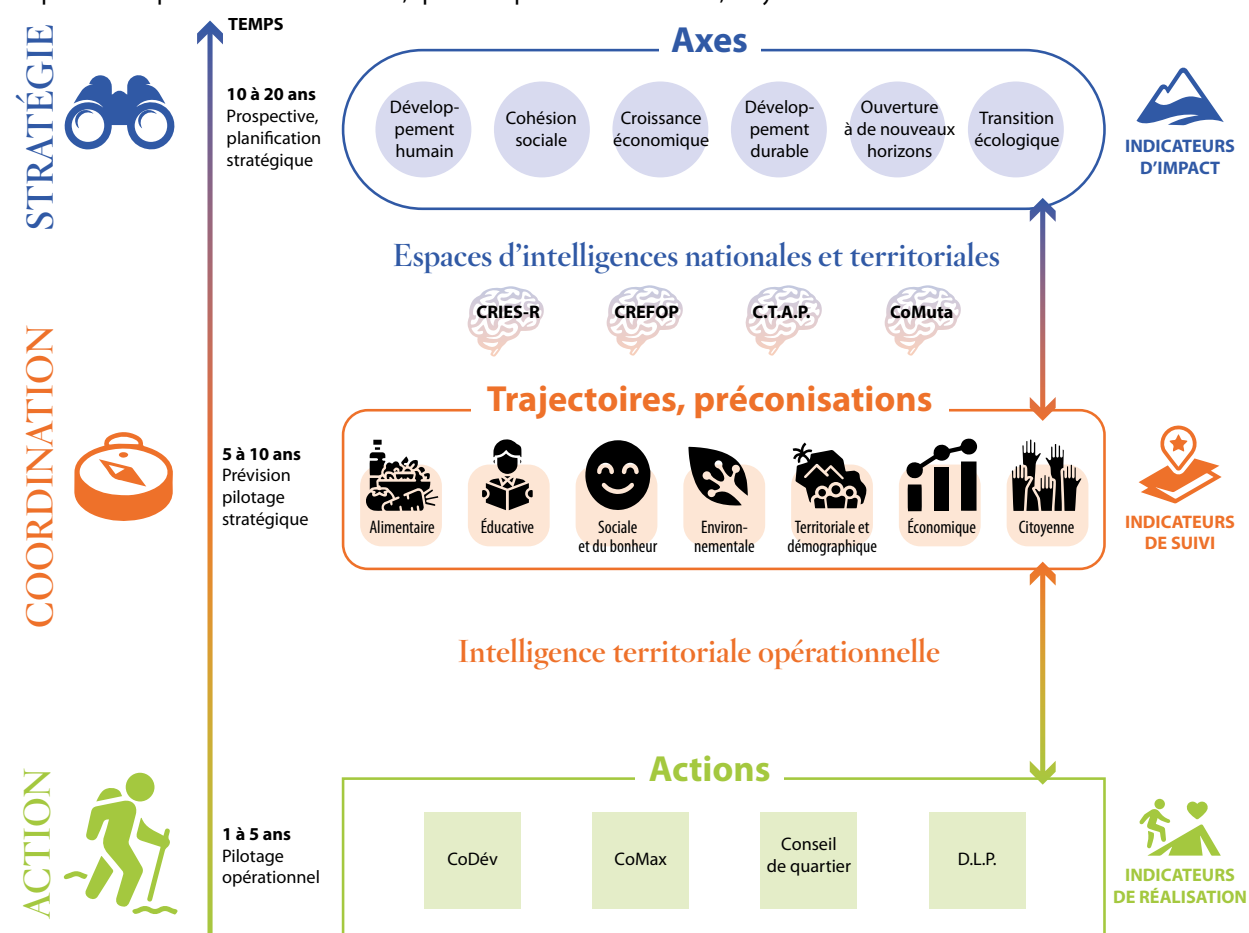 TEMPS
STRATÉGIE
10 à 20 ans
Prospective,
planification
stratégique
Axes
Dévelop-
pement
humain
Cohésion
sociale
Croissance
économique
Dévelop-
pement
durable
Ouverture
à de nouveaux
horizons
Transition
écologique
INDICATEURS
D’IMPACT
Espaces d’intelligences nationales et territoriales
CRIES-R
CREFOP
C.T.A.P.
CoMuta
COORDINATION
5 à 10 ans
Prévision
pilotage
stratégique
Trajectoires, préconisations
Alimentaire
Éducative
Sociale
et du bonheur
Environ-
nementale
Territoriale et
démographique
Économique
Citoyenne
INDICATEURS
DE SUIVI
Intelligence territoriale opérationnelle
ACTION
1 à 5 ans
Pilotage
opérationnel
Actions
CoDév
CoMax
Conseil
de quartier
D.L.P.
INDICATEURS
DE RÉALISATION